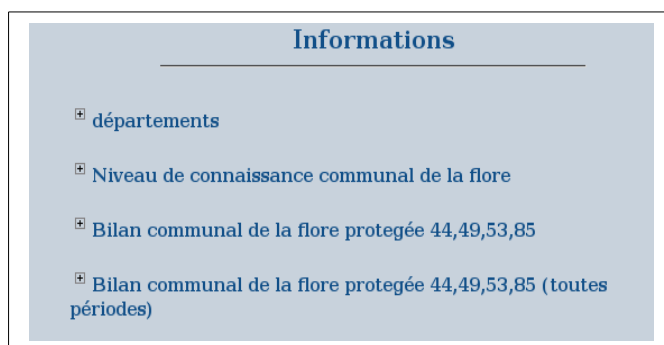 Informations
départements
Niveau de connaissance communal de la flore
Bilan communal de la flore protegée 44,49,53,85
Bilan communal de la flore protegée 44,49,53,85 (toutes
périodes)